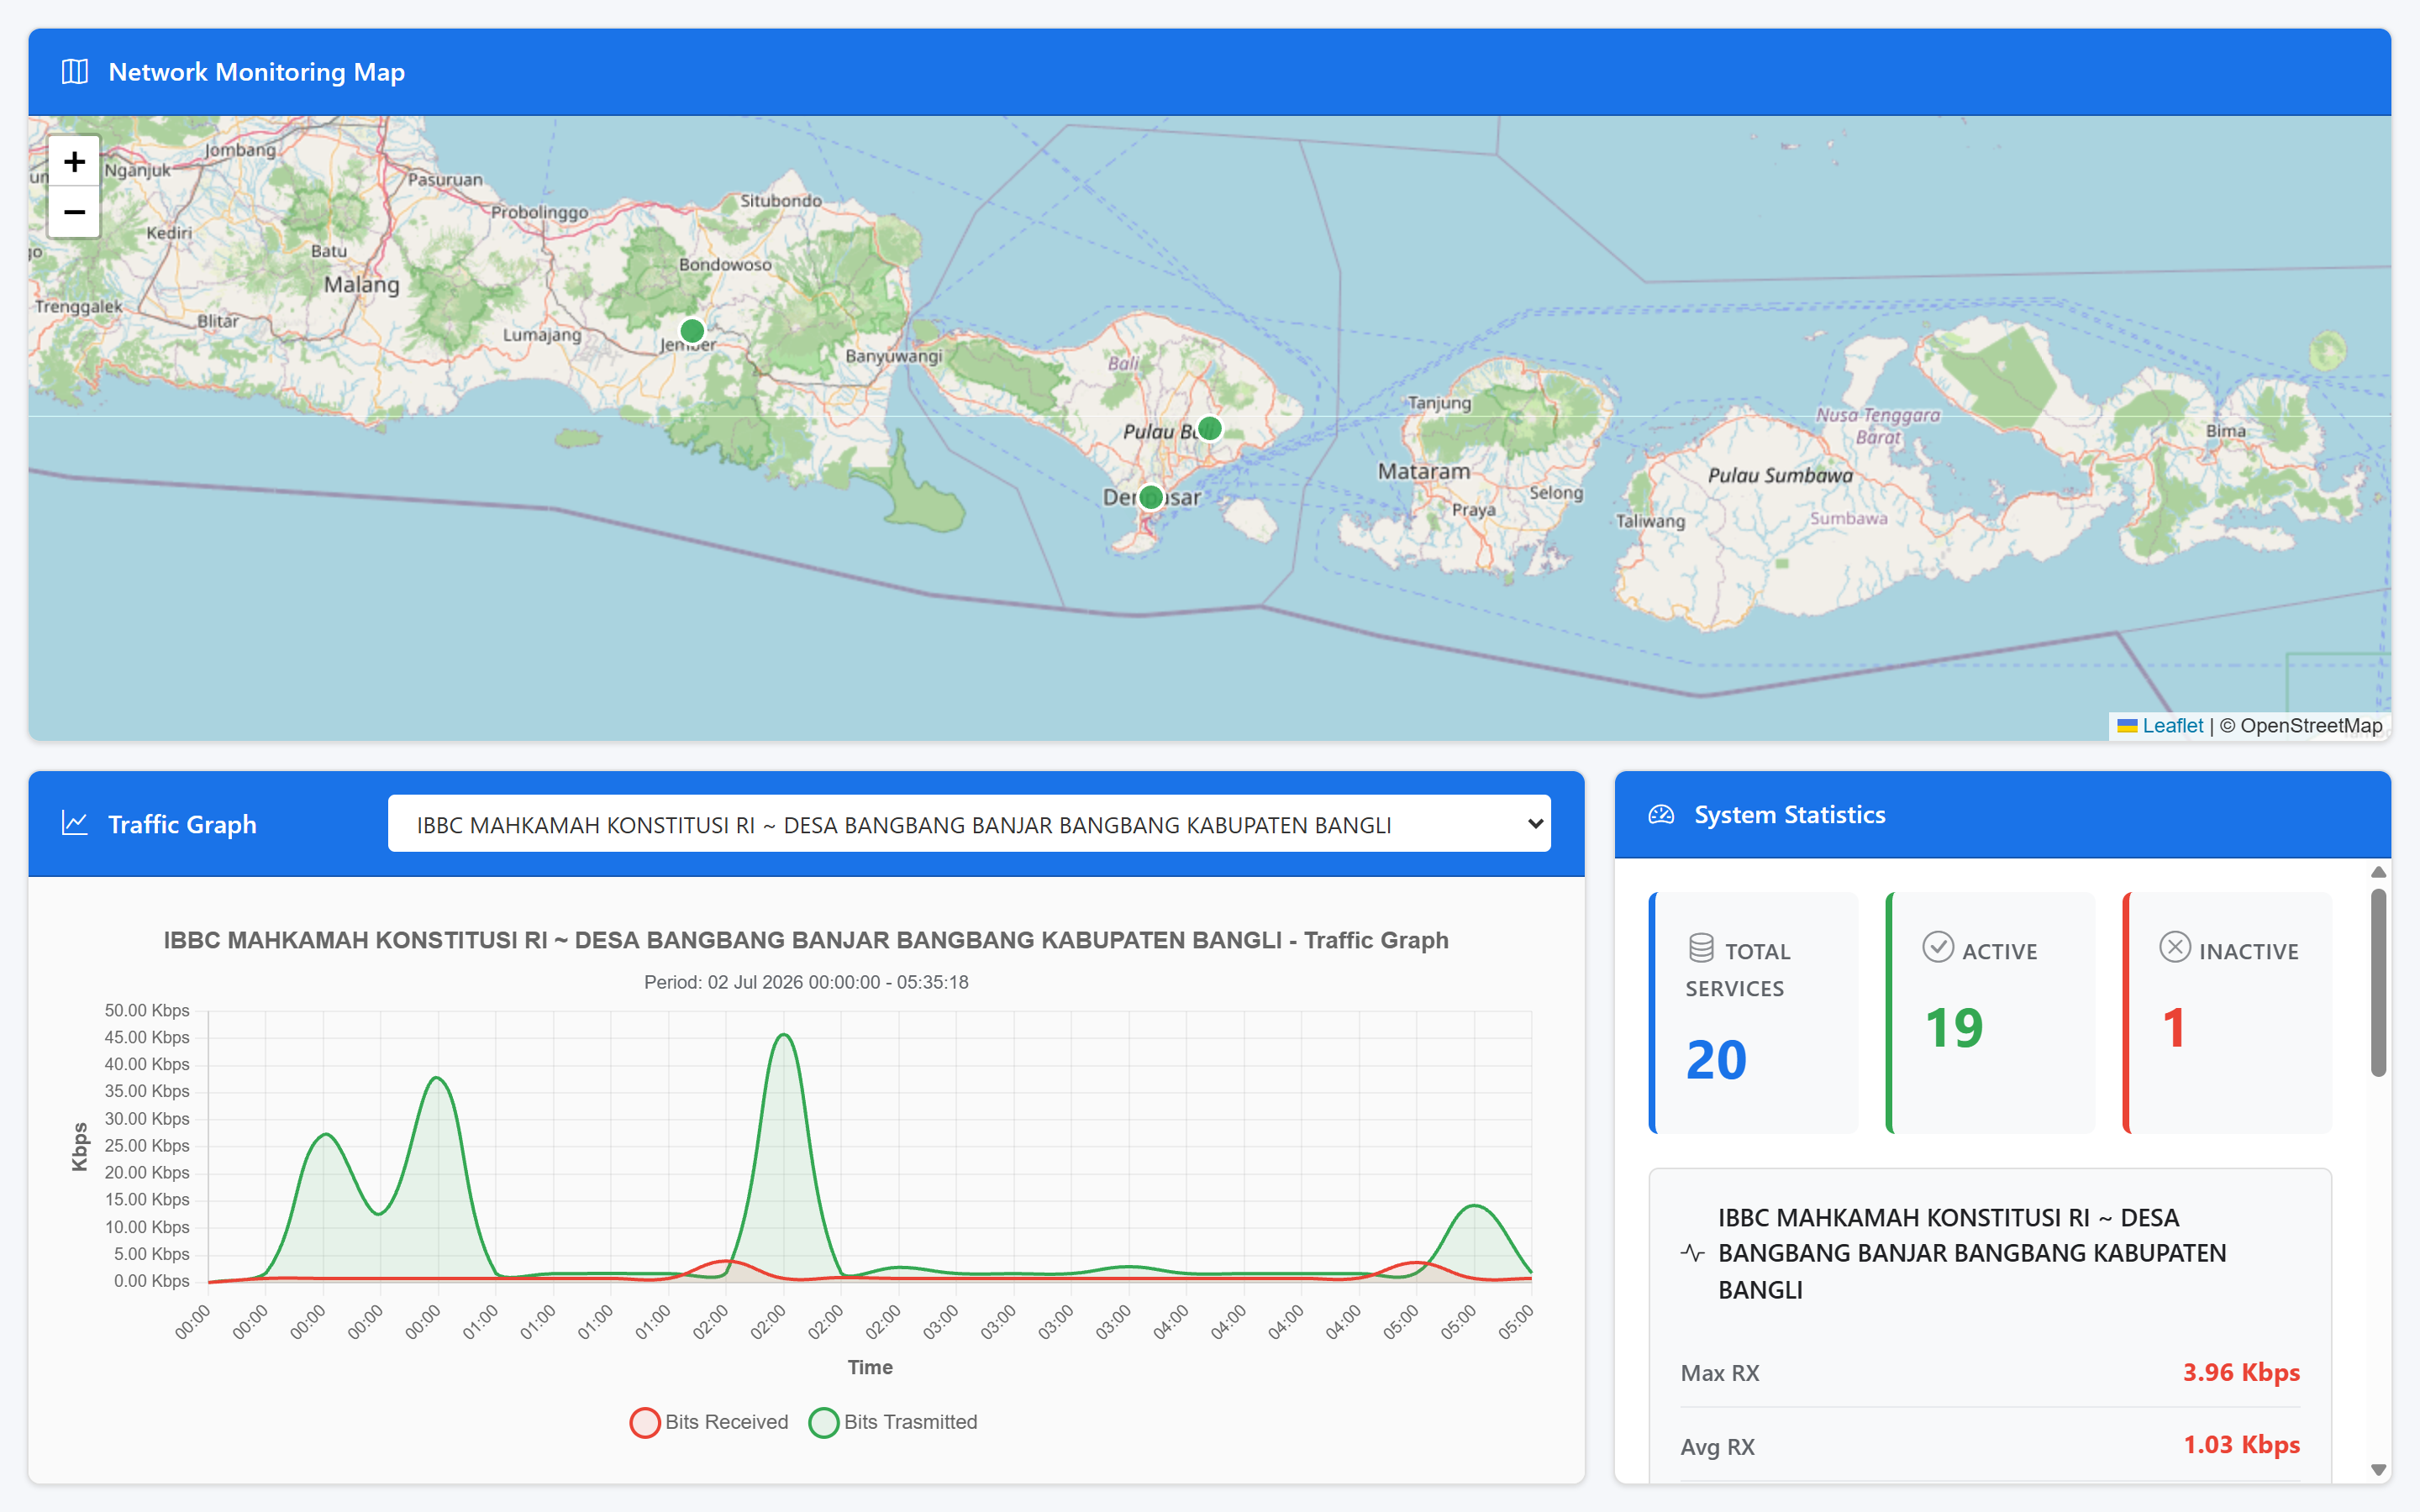 Network Monitoring Map
+
−
Jombang
Nganjuk
Pasuruan
Probolinggo
Situbondo
Kediri
Batu
Bondowoso
Malang
Trenggalek
Blitar
Lumajang
Banyuwangi
Bali
Tanjung
Nusa Tenggara
Barat
Bima
Mataram
Pulau Sumbawa
Selong
Praya
Taliwang
Sumbawa
Leaflet | © OpenStreetMap
Traffic Graph
IBBC MAHKAMAH KONSTITUSI RI ~ DESA BANGBANG BANJAR BANGBANG KABUPATEN BANGLI
IBBC MAHKAMAH KONSTITUSI RI ~ DESA BANGBANG BANJAR BANGBANG KABUPATEN BANGLI - Traffic Graph
Period: 02 Jul 2026 00:00:00 - 05:35:18
50.00 Kbps
45.00 Kbps
40.00 Kbps
35.00 Kbps
30.00 Kbps
25.00 Kbps
20.00 Kbps
15.00 Kbps
10.00 Kbps
5.00 Kbps
0.00 Kbps
Kbps
00:00 00:00 00:00 00:00 00:00 01:00 01:00 01:00 01:00 02:00 02:00 02:00 02:00 03:00 03:00 03:00 03:00 04:00 04:00 04:00 04:00 05:00 05:00 05:00
Time
Bits Received Bits Trasmitted
System Statistics
TOTAL
SERVICES
20
ACTIVE
19
INACTIVE
1
IBBC MAHKAMAH KONSTITUSI RI ~ DESA
BANGBANG BANJAR BANGBANG KABUPATEN
BANGLI
Max RX 3.96 Kbps
Avg RX 1.03 Kbps